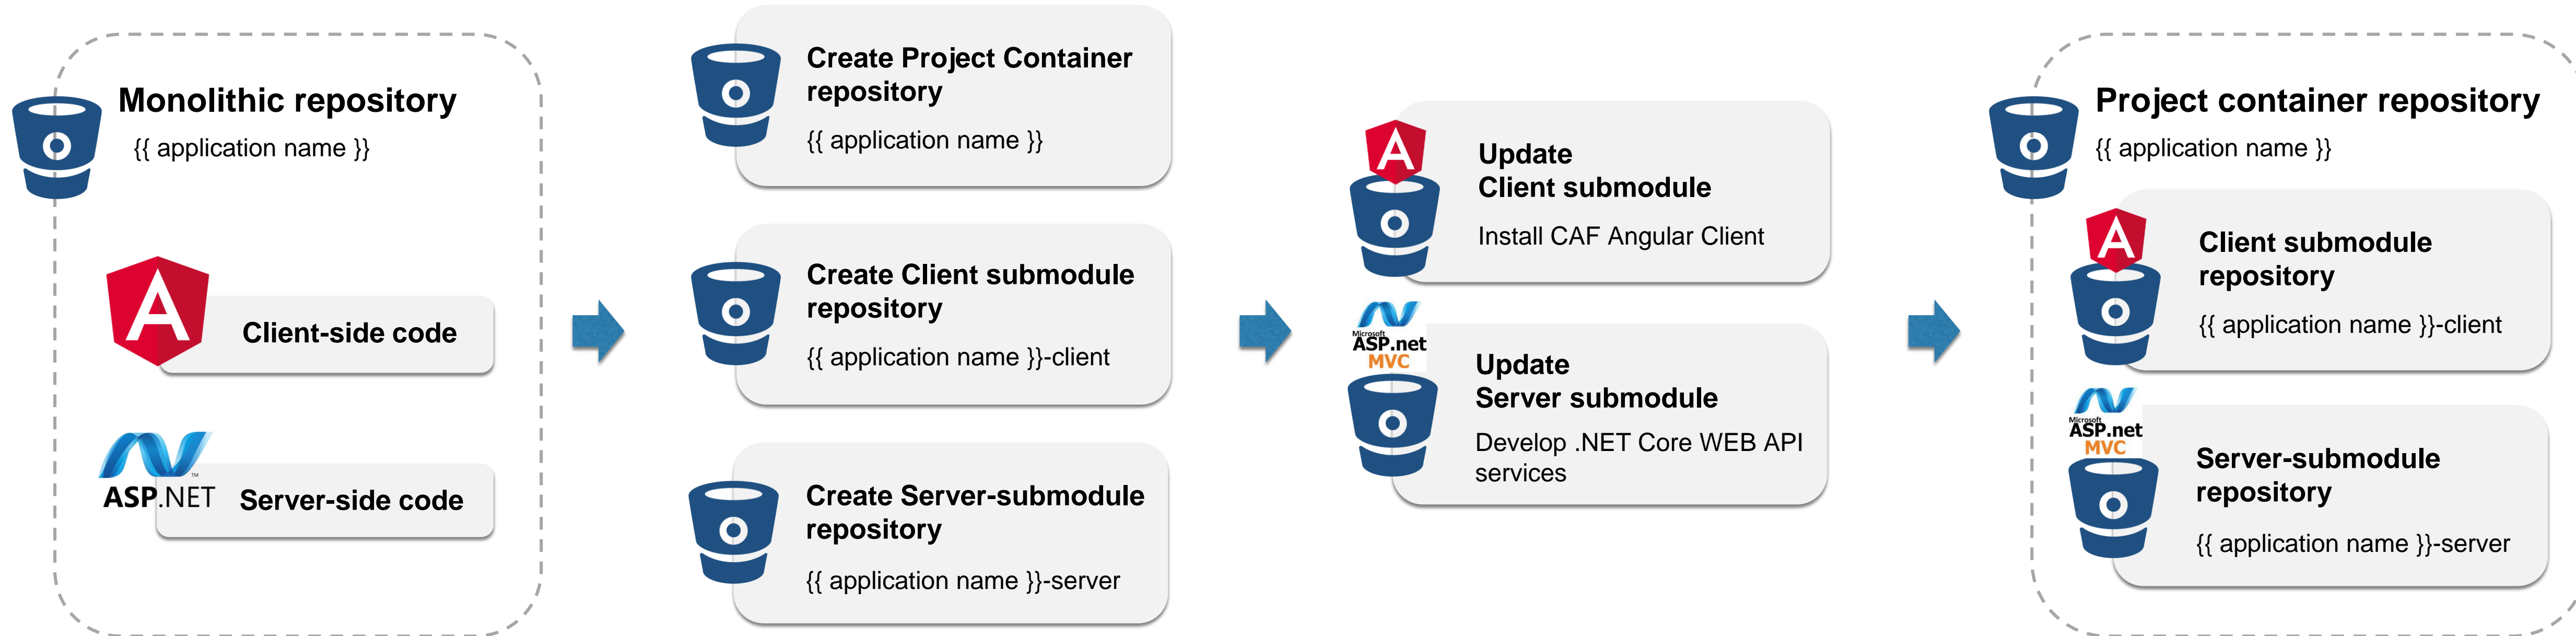 Monolithic repository
{{ application name }}
A
Client-side code
ASP.NET
TM
Server-side code
Create Project Container
repository
{{ application name }}
Create Client submodule
repository
{{ application name }}-client
Create Server-submodule
repository
{{ application name }}-server
A
Update
Client submodule
Install CAF Angular Client
Microsoft
ASP.net
MVC
Update
Server submodule
Develop .NET Core WEB API
services
Project container repository
{{ application name }}
A
Client submodule
repository
{{ application name }}-client
Microsoft
ASP.net
MVC
Server-submodule
repository
{{ application name }}-server